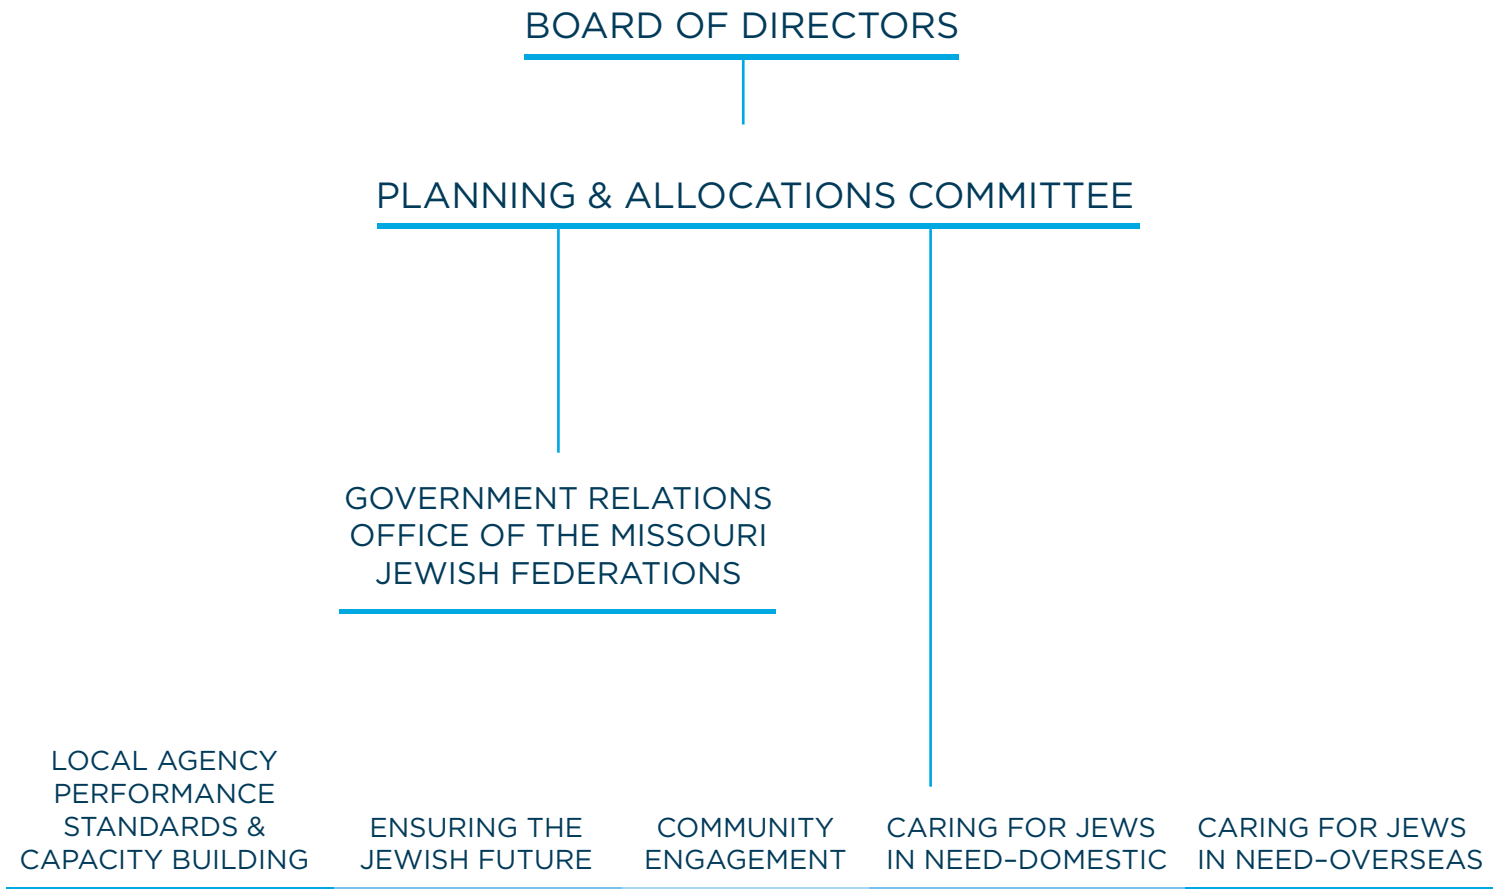 BOARD OF DIRECTORS
PLANNING & ALLOCATIONS COMMITTEE
GOVERNMENT RELATIONS
OFFICE OF THE MISSOURI
JEWISH FEDERATIONS
LOCAL AGENCY
PERFORMANCE
STANDARDS &
CAPACITY BUILDING
ENSURING THE
JEWISH FUTURE
COMMUNITY
ENGAGEMENT
CARING FOR JEWS
IN NEED–DOMESTIC
CARING FOR JEWS
IN NEED–OVERSEAS